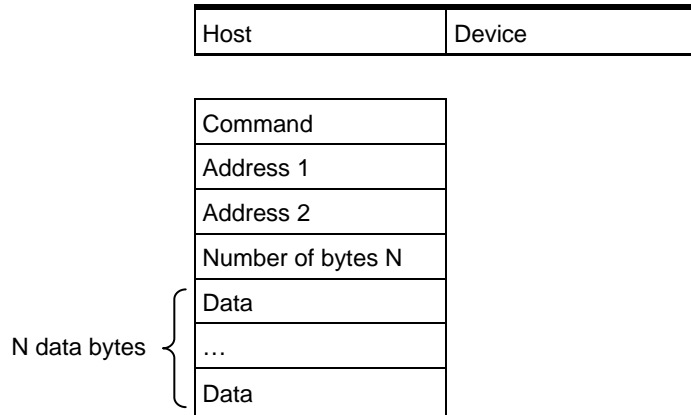 Host Device
Command
Address 1
Address 2
Number of bytes N
Data
N data bytes …
Data